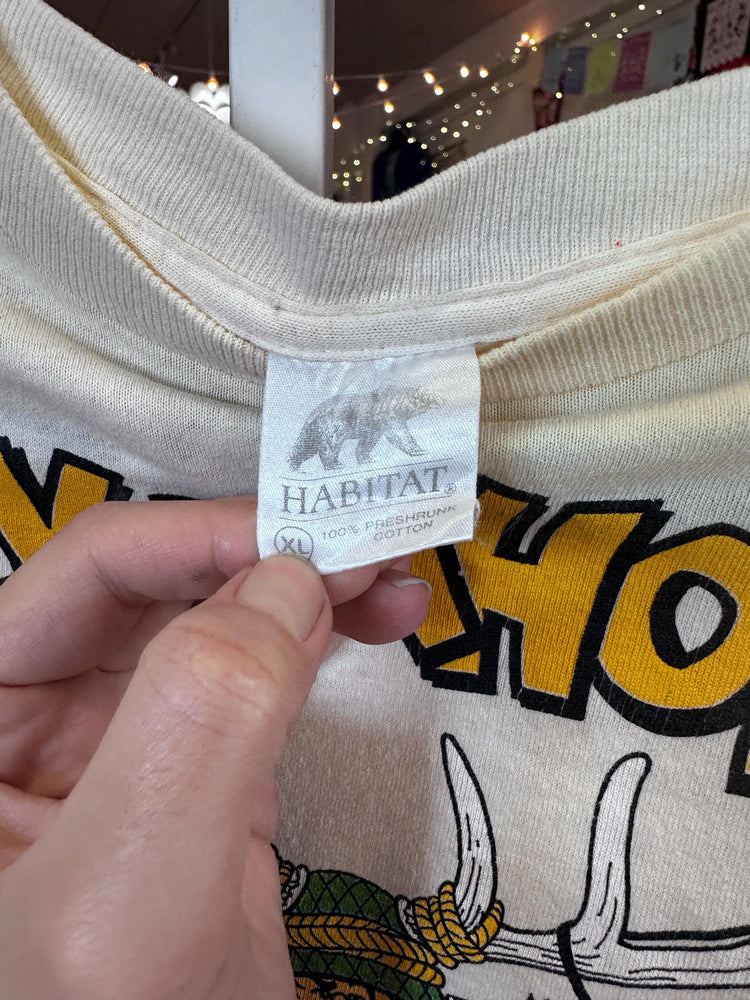 HABITAT®
100% PRESHRUNK
XL COTTON
HO